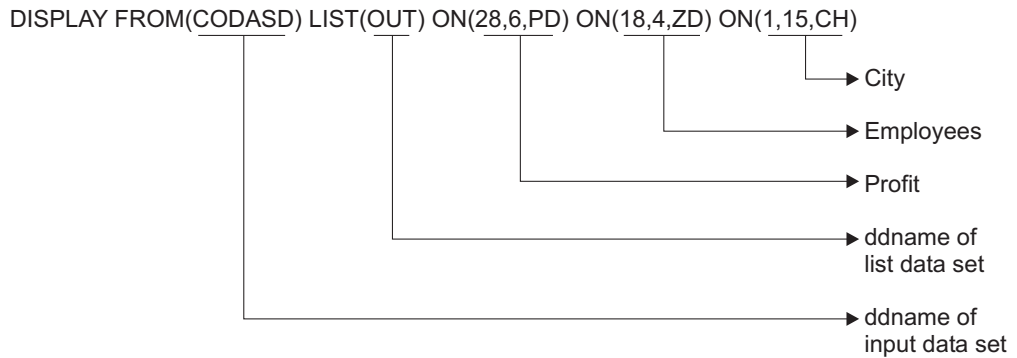 DISPLAY FROM(CODASD) LIST(OUT) ON(28,6,PD) ON(18,4,ZD) ON(1,15,CH)
City
Employees
Profit
ddname of
list data set
ddname of
input data set